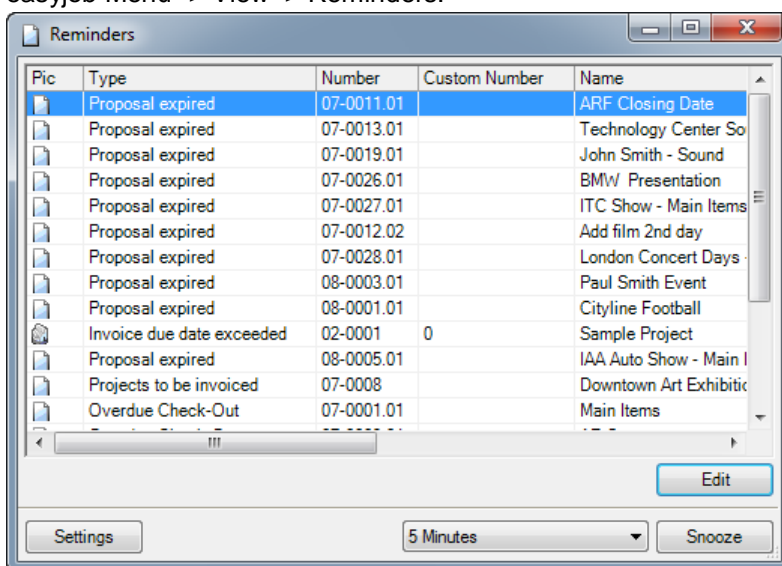 easyjob Menu -> View -> Reminders.
Reminders
Pic Type Number Custom Number Name
Proposal expired 07-0011.01 ARF Closing Date
Proposal expired 07-0013.01 Technology Center So
Proposal expired 07-0019.01 John Smith - Sound
Proposal expired 07-0026.01 BMW Presentation
Proposal expired 07-0027.01 ITC Show - Main Items
Proposal expired 07-0012.02 Add film 2nd day
Proposal expired 07-0028.01 London Concert Days -
Proposal expired 08-0003.01 Paul Smith Event
Proposal expired 08-0001.01 Cityline Football
Invoice due date exceeded 02-0001 0 Sample Project
Proposal expired 08-0005.01 IAA Auto Show - Main I
Projects to be invoiced 07-0008 Downtown Art Exhibitic
Overdue Check-Out 07-0001.01 Main Items
Edit
Settings 5 Minutes Snooze